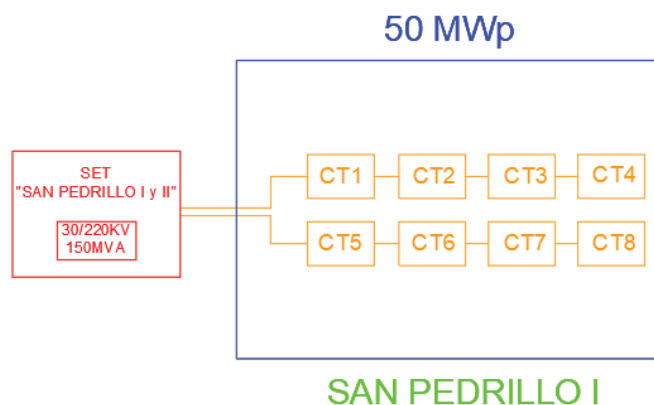 50 MWp
SET
"SAN PEDRILLO I y II"
30/220KV
150MVA
CT1 CT2 CT3 CT4
CT5 CT6 CT7 CT8
SAN PEDRILLO I